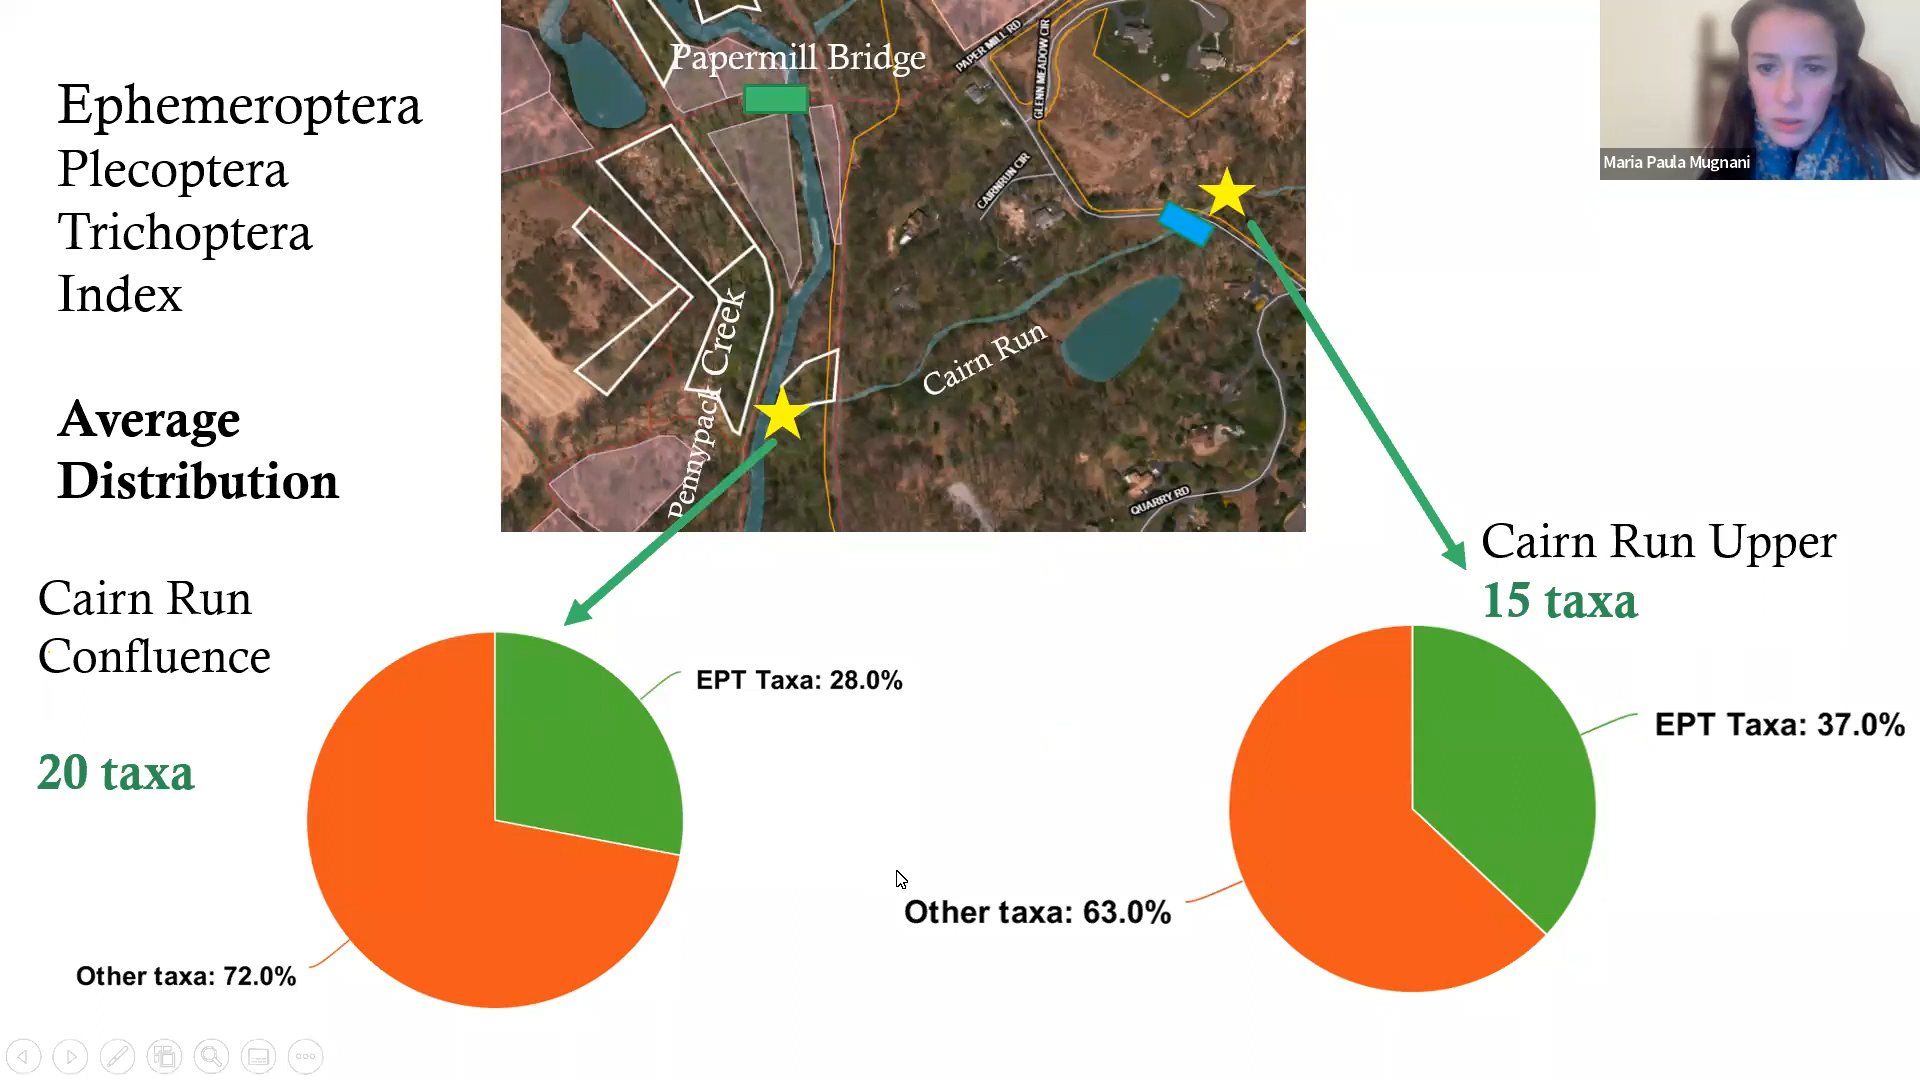 Ephemeroptera
Plecoptera
Trichoptera
Index
Average
Distribution
Papermill Bridge
PAPER MILL RD
GLENN MEADOW CIR
CAIRNRUN CIR
Cairn Run
Pennypack Creek
QUARRY RD
Maria Paula Mugnani
Cairn Run
Confluence
20 taxa
EPT Taxa: 28.0%
Other taxa: 72.0%
Cairn Run Upper
15 taxa
EPT Taxa: 37.0%
Other taxa: 63.0%